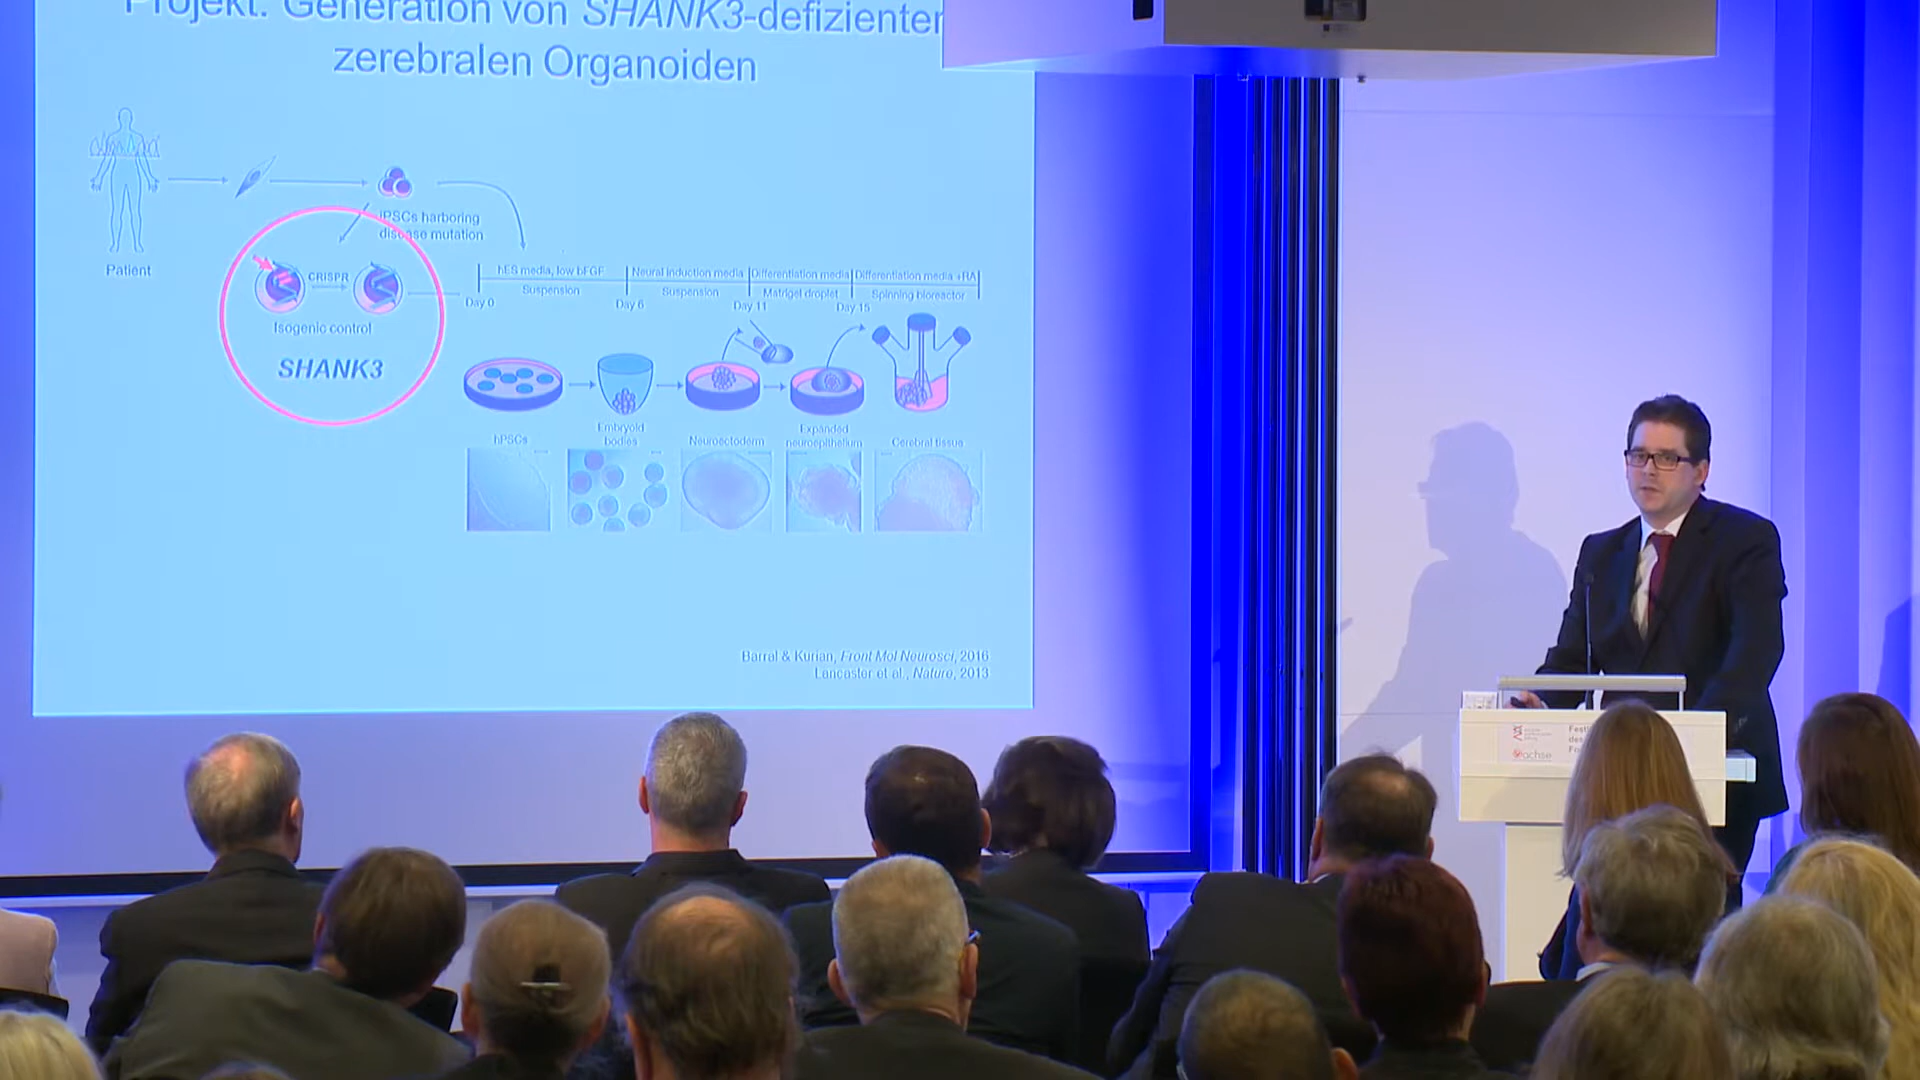 Projekt: Generation von SHANK3-defizienten
zerebralen Organoiden
iPSCs harboring
disease mutation
Patient
CRISPR
Isogenic control
SHANK3
hES media, low bFGF
Neural induction media
Differentiation media
Differentiation media +RA
Suspension
Suspension
Matrigel droplet
Spinning bioreactor
Day 0
Day 6
Day 11
Day 15
hPSCs
Embryoid
bodies
Neuroectoderm
Expanded
neuroepithelium
Cerebral tissue
Barral & Kurian, Front Mol Neurosci, 2016
Lancaster et al., Nature, 2013
achse